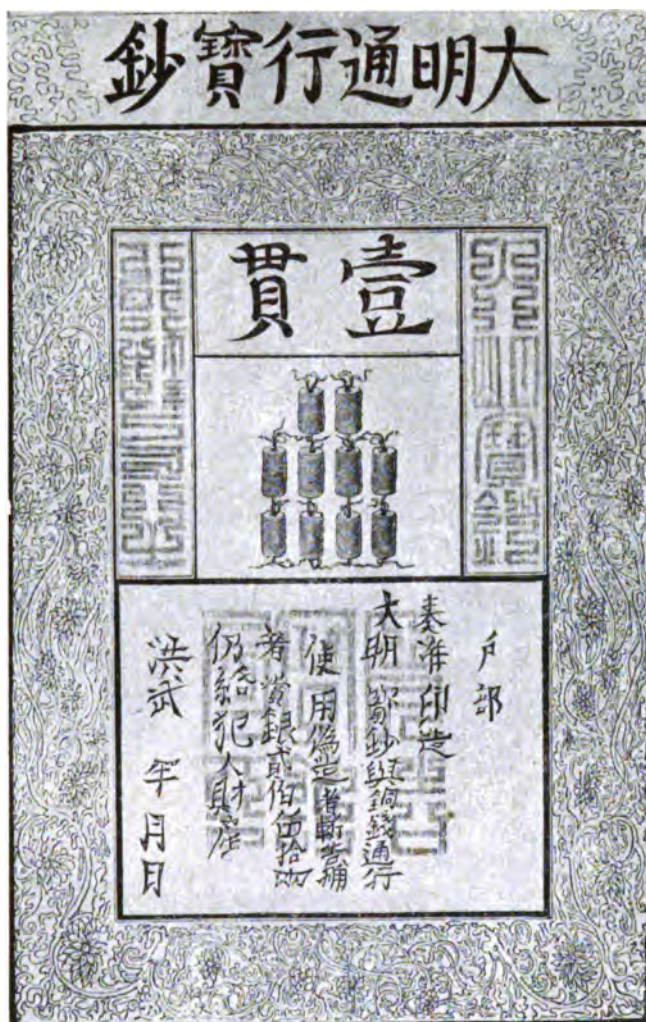 大明通行寶鈔
壹貫
戶部
奏准印造
大明寶鈔與銅錢通行
使用偽造者斬告捕
者賞銀貳佰伍拾兩
仍給犯人財產
洪武 年 月 日